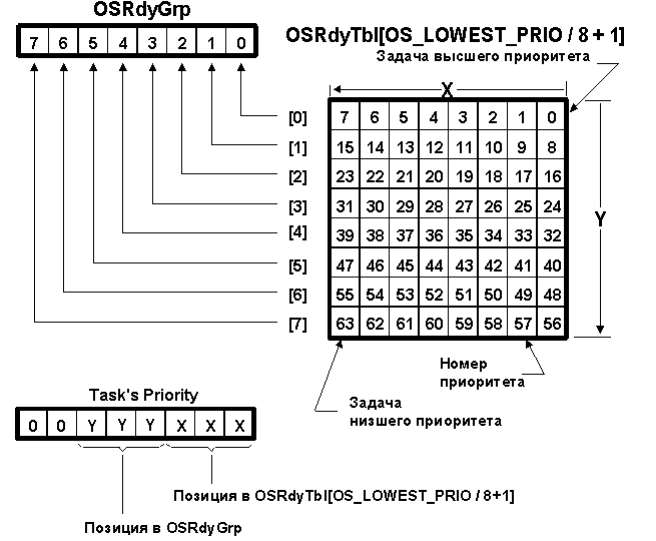 OSRdyGrp
7 6 5 4 3 2 1 0
OSRdyTbl[OS_LOWEST_PRIO / 8 + 1]
Задача высшего приоритета
X
[0] 7 6 5 4 3 2 1 0
[1] 15 14 13 12 11 10 9 8
[2] 23 22 21 20 19 18 17 16
[3] 31 30 29 28 27 26 25 24
[4] 39 38 37 36 35 34 33 32
[5] 47 46 45 44 43 42 41 40
[6] 55 54 53 52 51 50 49 48
[7] 63 62 61 60 59 58 57 56
Y
Номер
приоритета
Задача
низшего приоритета
Task's Priority
0 0 Y Y Y X X X
Позиция в OSRdyTbl[OS_LOWEST_PRIO / 8+1]
Позиция в OSRdyGrp